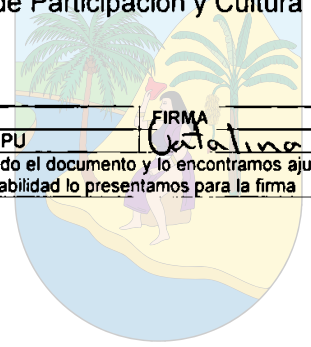 de Participación y Cultura
FIRMA
PU Catalina
do el documento y lo encontramos aju
abilidad lo presentamos para la firma